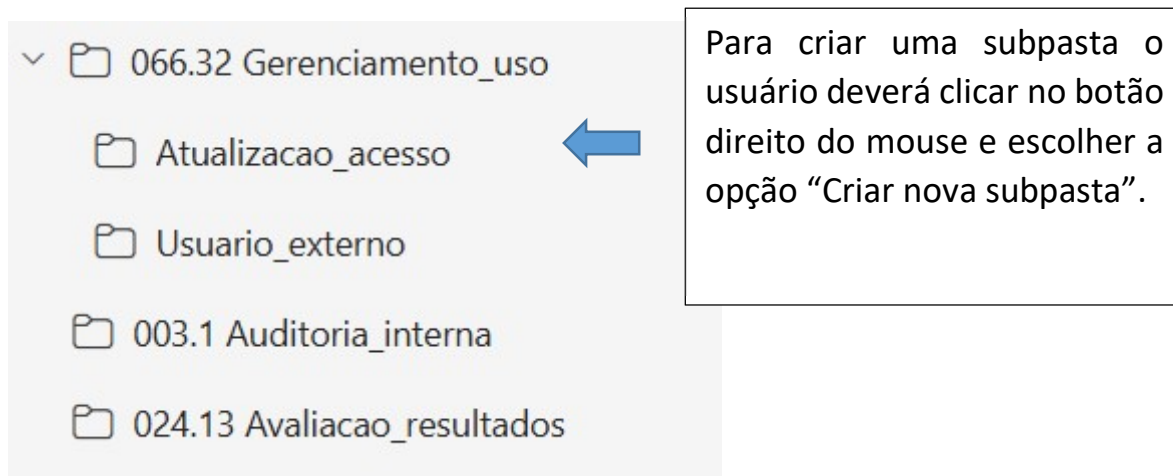 066.32 Gerenciamento_uso
Atualizacao_acesso
Usuario_externo
003.1 Auditoria_interna
024.13 Avaliacao_resultados
Para criar uma subpasta o
usuário deverá clicar no botão
direito do mouse e escolher a
opção “Criar nova subpasta”.